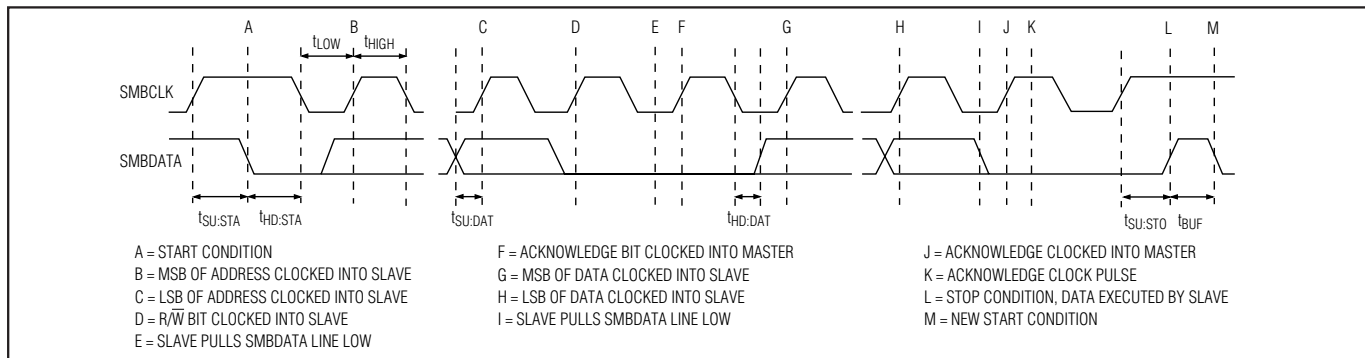 A B C D E F G H I J K L M
tLOW tHIGH
SMBCLK
SMBDATA
tSU:STA tHD:STA tSU:DAT tHD:DAT tSU:STO tBUF
A = START CONDITION
B = MSB OF ADDRESS CLOCKED INTO SLAVE
C = LSB OF ADDRESS CLOCKED INTO SLAVE
D = R/W̅ BIT CLOCKED INTO SLAVE
E = SLAVE PULLS SMBDATA LINE LOW
F = ACKNOWLEDGE BIT CLOCKED INTO MASTER
G = MSB OF DATA CLOCKED INTO SLAVE
H = LSB OF DATA CLOCKED INTO SLAVE
I = SLAVE PULLS SMBDATA LINE LOW
J = ACKNOWLEDGE CLOCKED INTO MASTER
K = ACKNOWLEDGE CLOCK PULSE
L = STOP CONDITION, DATA EXECUTED BY SLAVE
M = NEW START CONDITION